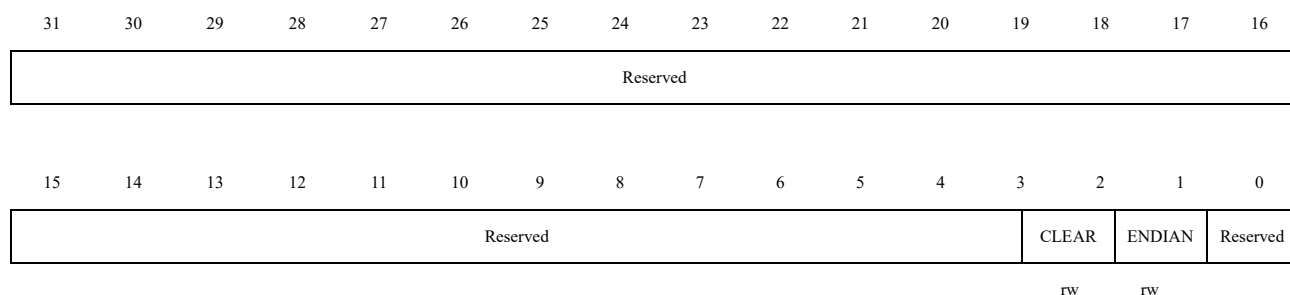 31 30 29 28 27 26 25 24 23 22 21 20 19 18 17 16
Reserved
15 14 13 12 11 10 9 8 7 6 5 4 3 2 1 0
Reserved CLEAR ENDIAN Reserved
rw rw